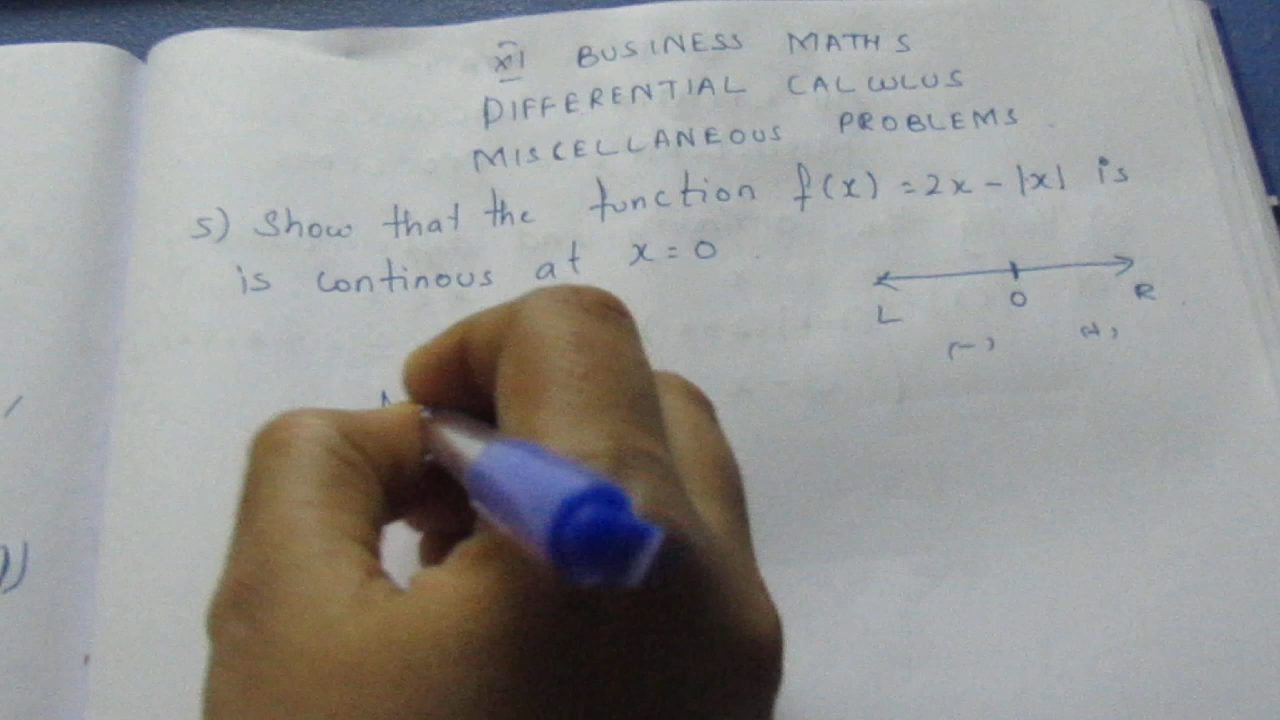 XI BUSINESS MATHS
DIFFERENTIAL CALCULUS
MISCELLANEOUS PROBLEMS
5) Show that the function f(x) = 2x - |x| is
is continous at x = 0.
L 0 R
(-) (+)